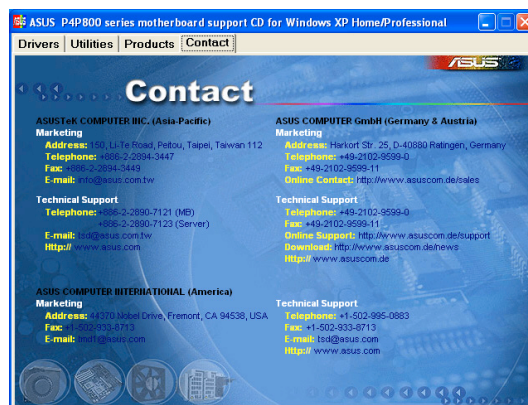 ASUS P4P800 series motherboard support CD for Windows XP Home/Professional
Drivers Utilities Products Contact
ASUS
Contact
ASUSTeK COMPUTER INC. (Asia-Pacific)
Marketing
Address: 150, Li-Te Road, Peitou, Taipei, Taiwan 112
Telephone: +886-2-2894-3447
Fax: +886-2-2894-3449
E-mail: info@asus.com.tw
Technical Support
Telephone: +886-2-2890-7121 (MB)
+886-2-2890-7123 (Server)
E-mail: tsd@asus.com.tw
Http:// www.asus.com
ASUS COMPUTER GmbH (Germany & Austria)
Marketing
Address: Harkort Str. 25, D-40880 Ratingen, Germany
Telephone: +49-2102-9599-0
Fax: +49-2102-9599-11
Online Contact: http://www.asuscom.de/sales
Technical Support
Telephone: +49-2102-9599-0
Fax: +49-2102-9599-11
Online Support: http://www.asuscom.de/support
Download: http://www.asuscom.de/news
Http:// www.asuscom.de
ASUS COMPUTER INTERNATIONAL (America)
Marketing
Address: 44370 Nobel Drive, Fremont, CA 94538, USA
Fax: +1-502-933-8713
E-mail: tmd1@asus.com
Technical Support
Telephone: +1-502-995-0883
Fax: +1-502-933-8713
E-mail: tsd@asus.com
Http:// www.asus.com